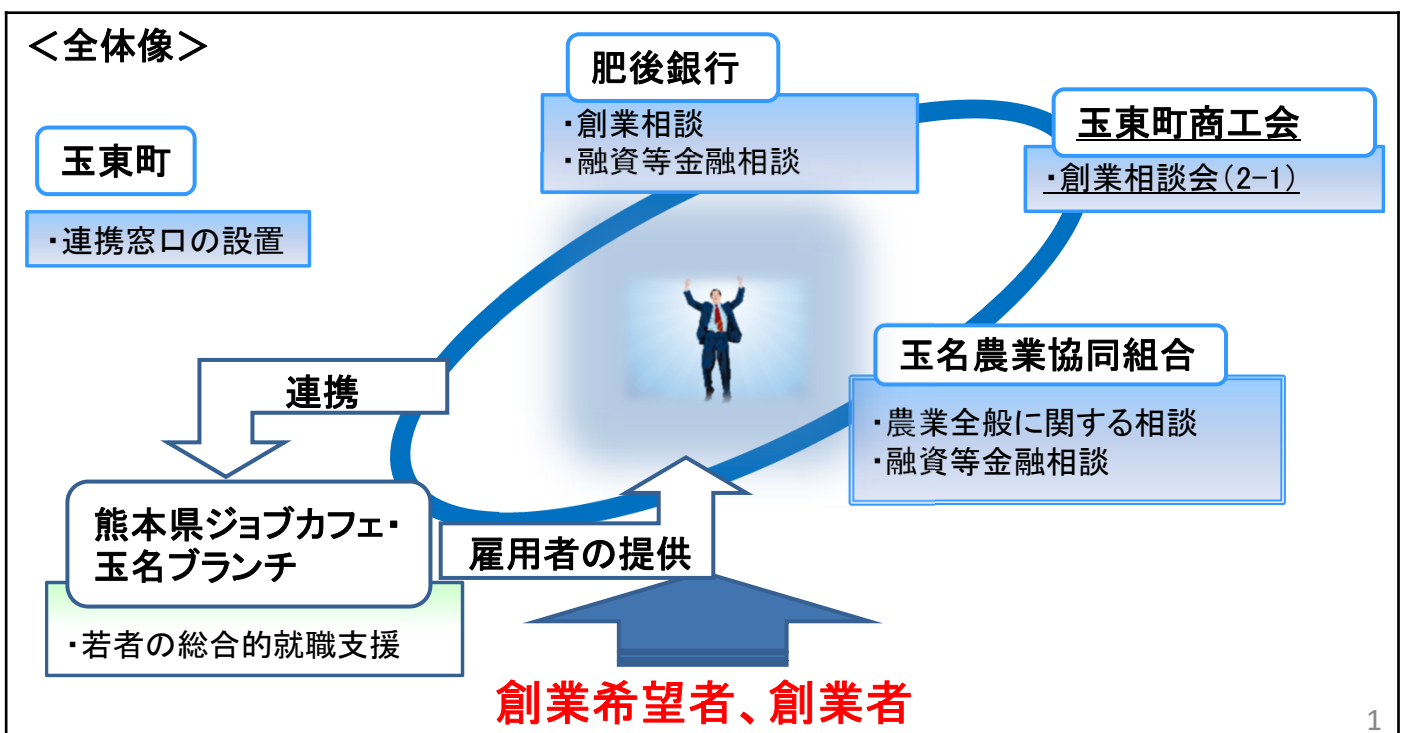 ＜全体像＞
肥後銀行
・創業相談
・融資等金融相談
玉東町商工会
・創業相談会（2-1）
玉東町
・連携窓口の設置
玉名農業協同組合
・農業全般に関する相談
・融資等金融相談
連携
熊本県ジョブカフェ・
玉名ブランチ
・若者の総合的就職支援
雇用者の提供
創業希望者、創業者
1